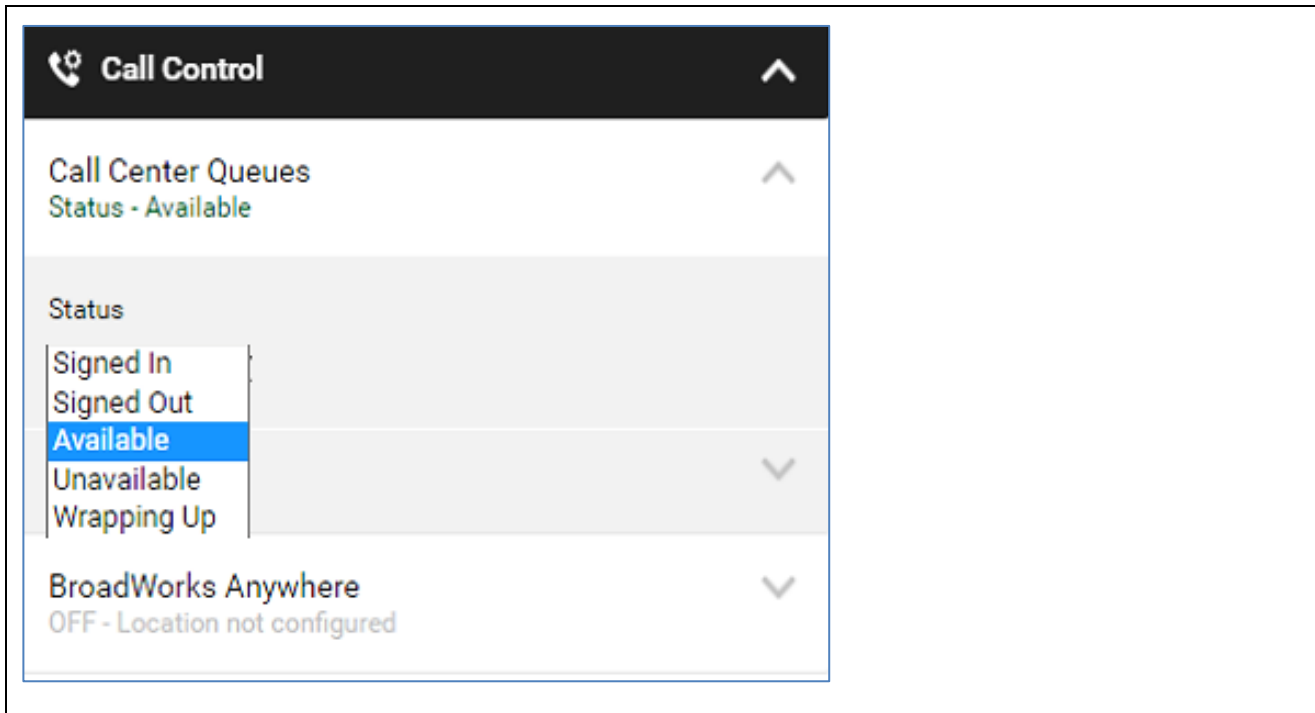 Call Control
Call Center Queues
Status - Available
Status
Signed In
Signed Out
Available
Unavailable
Wrapping Up
BroadWorks Anywhere
OFF - Location not configured